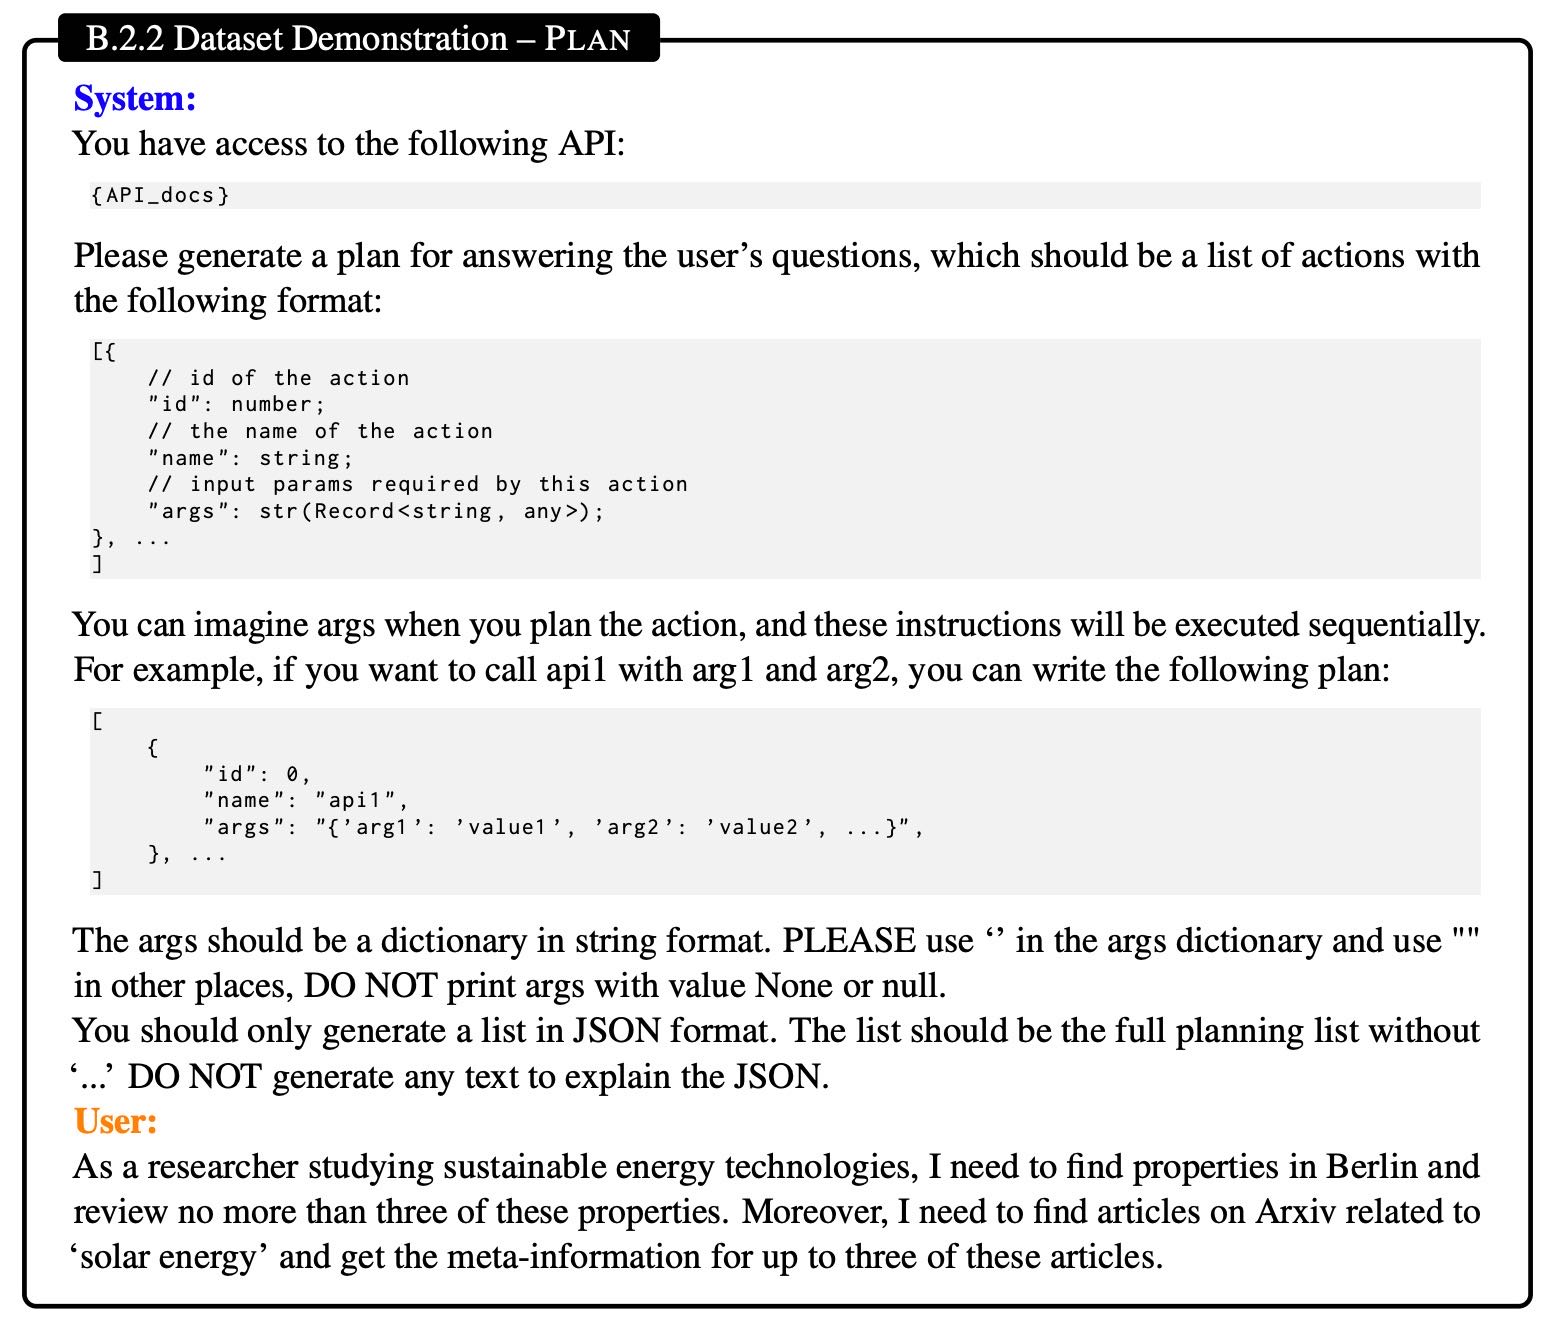 B.2.2 Dataset Demonstration – PLAN
System:
You have access to the following API:
{API_docs}
Please generate a plan for answering the user’s questions, which should be a list of actions with
the following format:
[{
    // id of the action
    "id": number;
    // the name of the action
    "name": string;
    // input params required by this action
    "args": str(Record<string, any>);
}, ...
]
You can imagine args when you plan the action, and these instructions will be executed sequentially.
For example, if you want to call api1 with arg1 and arg2, you can write the following plan:
[
    {
        "id": 0,
        "name": "api1",
        "args": "{’arg1’: ’value1’, ’arg2’: ’value2’, ...}",
    }, ...
]
The args should be a dictionary in string format. PLEASE use ‘’ in the args dictionary and use ""
in other places, DO NOT print args with value None or null.
You should only generate a list in JSON format. The list should be the full planning list without
‘...’ DO NOT generate any text to explain the JSON.
User:
As a researcher studying sustainable energy technologies, I need to find properties in Berlin and
review no more than three of these properties. Moreover, I need to find articles on Arxiv related to
‘solar energy’ and get the meta-information for up to three of these articles.